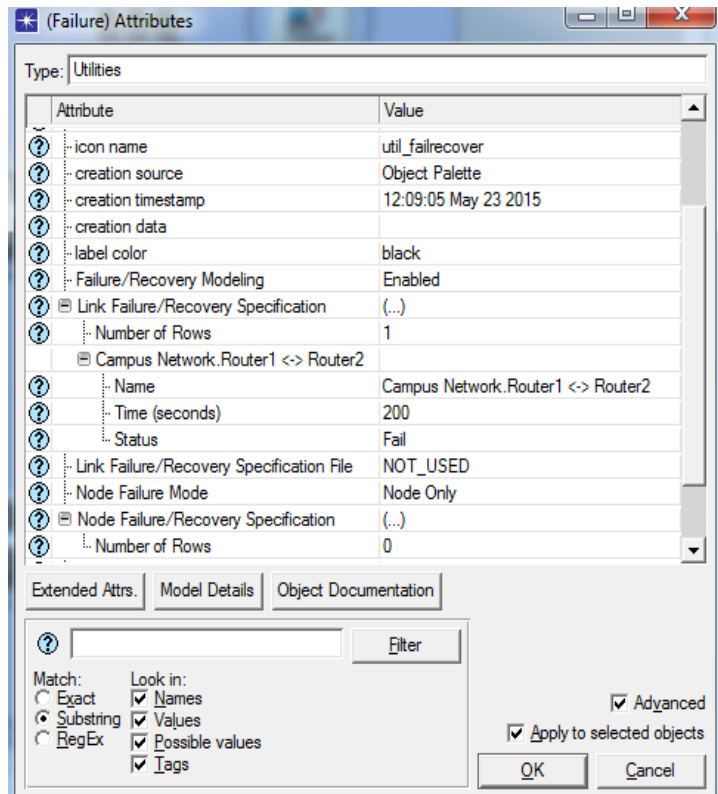 (Failure) Attributes
Type: Utilities
Attribute Value
icon name util_failrecover
creation source Object Palette
creation timestamp 12:09:05 May 23 2015
creation data
label color black
Failure/Recovery Modeling Enabled
Link Failure/Recovery Specification (...)
Number of Rows 1
Campus Network.Router1 <-> Router2
Name Campus Network.Router1 <-> Router2
Time (seconds) 200
Status Fail
Link Failure/Recovery Specification File NOT_USED
Node Failure Mode Node Only
Node Failure/Recovery Specification (...)
Number of Rows 0
Extended Attrs. Model Details Object Documentation
Filter
Match: Look in:
Exact Names
Substring Values
RegEx Possible values
Tags
Advanced
Apply to selected objects
OK Cancel